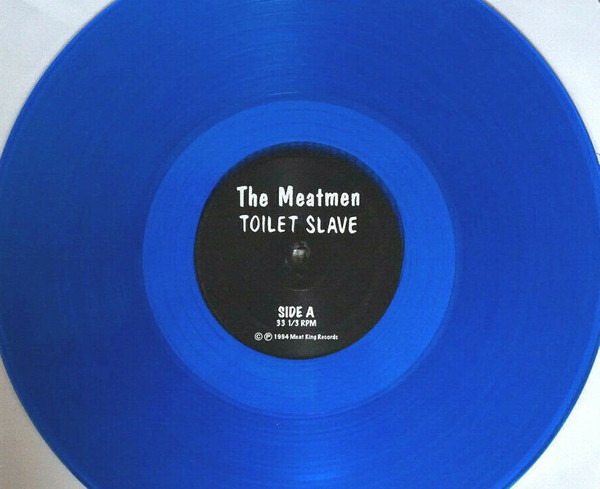 The Meatmen
TOILET SLAVE
SIDE A
33 1/3 RPM
© ℗ 1994 Meat King Records